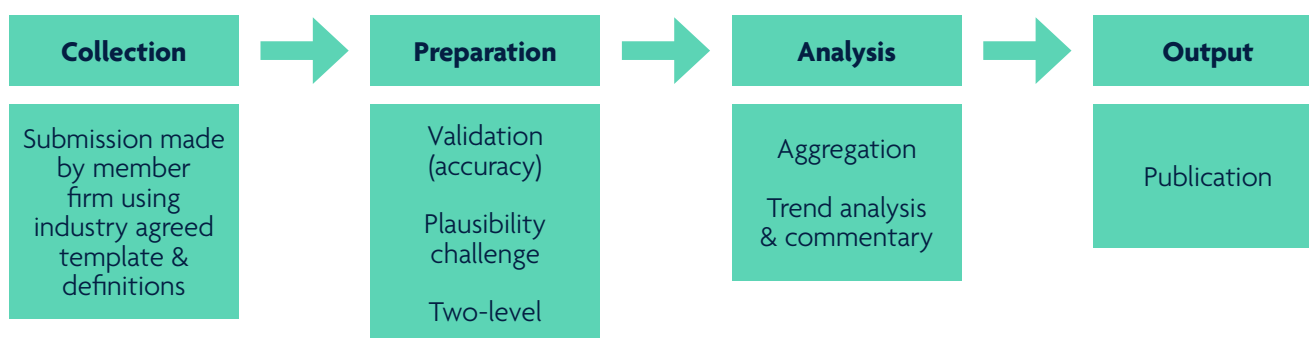 Collection
Preparation
Analysis
Output
Submission made
by member
firm using
industry agreed
template &
definitions
Validation
(accuracy)
Plausibility
challenge
Two-level
Aggregation
Trend analysis
& commentary
Publication